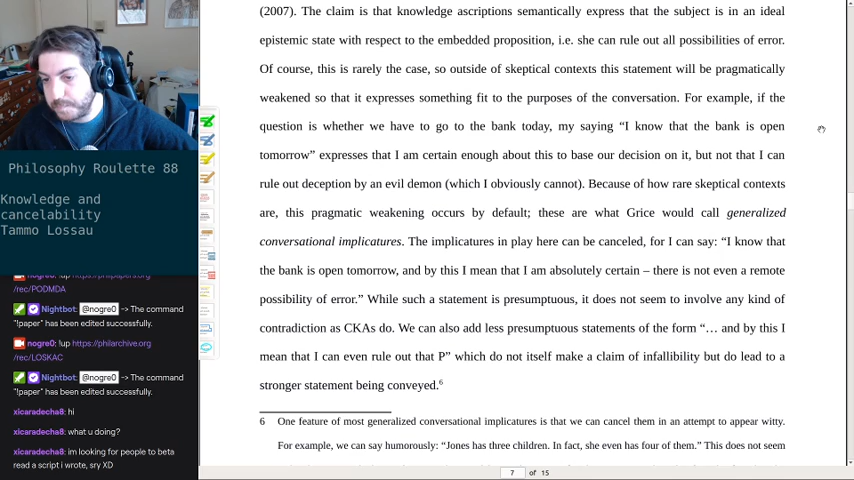 (2007). The claim is that knowledge ascriptions semantically express that the subject is in an ideal
epistemic state with respect to the embedded proposition, i.e. she can rule out all possibilities of error.
Of course, this is rarely the case, so outside of skeptical contexts this statement will be pragmatically
weakened so that it expresses something fit to the purposes of the conversation. For example, if the
question is whether we have to go to the bank today, my saying “I know that the bank is open
tomorrow” expresses that I am certain enough about this to base our decision on it, but not that I can
rule out deception by an evil demon (which I obviously cannot). Because of how rare skeptical contexts
are, this pragmatic weakening occurs by default; these are what Grice would call generalized
conversational implicatures. The implicatures in play here can be canceled, for I can say: “I know that
the bank is open tomorrow, and by this I mean that I am absolutely certain – there is not even a remote
possibility of error.” While such a statement is presumptuous, it does not seem to involve any kind of
contradiction as CKAs do. We can also add less presumptuous statements of the form “… and by this I
mean that I can even rule out that P” which do not itself make a claim of infallibility but do lead to a
stronger statement being conveyed.6
6 One feature of most generalized conversational implicatures is that we can cancel them in an attempt to appear witty.
For example, we can say humorously: “Jones has three children. In fact, she even has four of them.” This does not seem
7 of 15
Philosophy Roulette 88
Knowledge and
cancelability
Tammo Lossau
nogre0: !up https://philpapers.org
/rec/PODMDA
Nightbot: @nogre0 -> The command
"!paper" has been edited successfully.
nogre0: !up https://philarchive.org
/rec/LOSKAC
Nightbot: @nogre0 -> The command
"!paper" has been edited successfully.
xicaradecha8: hi
xicaradecha8: what u doing?
xicaradecha8: im looking for people to beta
read a script i wrote, sry XD